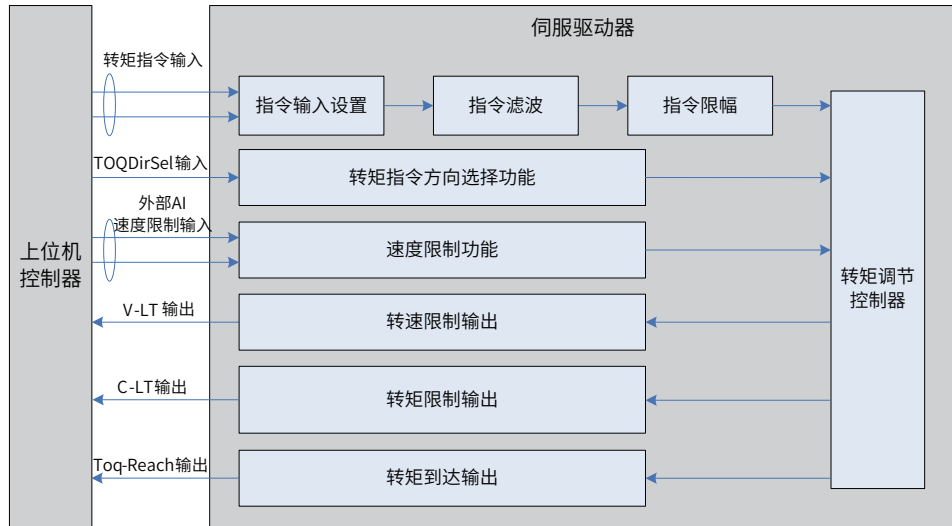 伺服驱动器
转矩指令输入
指令输入设置
指令滤波
指令限幅
TOQDirSel输入
转矩指令方向选择功能
外部AI
速度限制输入
速度限制功能
上位机
控制器
转矩调节
控制器
V-LT 输出
转速限制输出
C-LT输出
转矩限制输出
Toq-Reach输出
转矩到达输出